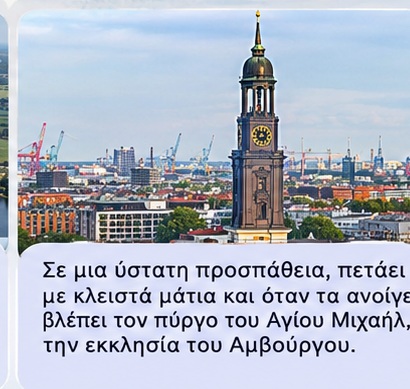 Σε μια ύστατη προσπάθεια, πετάει
με κλειστά μάτια και όταν τα ανοίγε
βλέπει τον πύργο του Αγίου Μιχαήλ,
την εκκλησία του Αμβούργου.